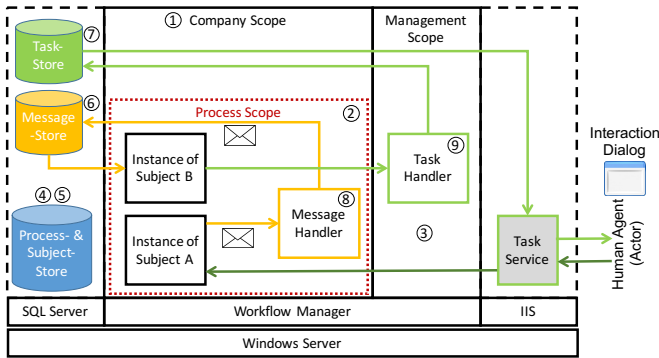 ① Company Scope
Management
Scope
⑦
Task-
Store
⑥
Message
-Store
Process Scope
②
Instance of
Subject B
⑨
Task
Handler
Interaction
Dialog
④ ⑤
Process- &
Subject-
Store
Instance of
Subject A
⑧
Message
Handler
③
Task
Service
Human Agent
(Actor)
SQL Server
Workflow Manager
IIS
Windows Server